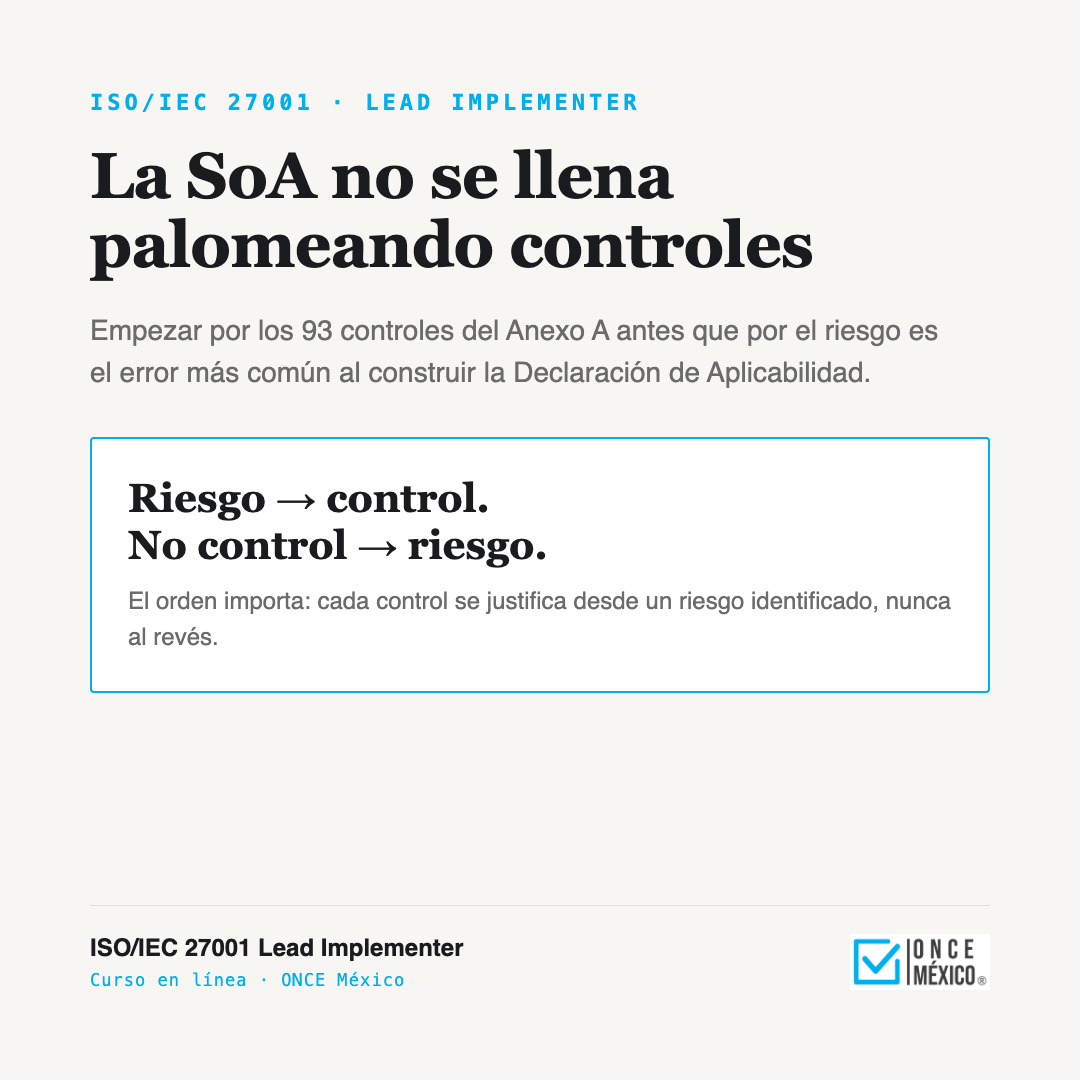 ISO/IEC 27001 · LEAD IMPLEMENTER
La SoA no se llena
palomeando controles
Empezar por los 93 controles del Anexo A antes que por el riesgo es
el error más común al construir la Declaración de Aplicabilidad.
Riesgo → control.
No control → riesgo.
El orden importa: cada control se justifica desde un riesgo identificado, nunca
al revés.
ISO/IEC 27001 Lead Implementer
Curso en línea · ONCE México
ONCE
MÉXICO®